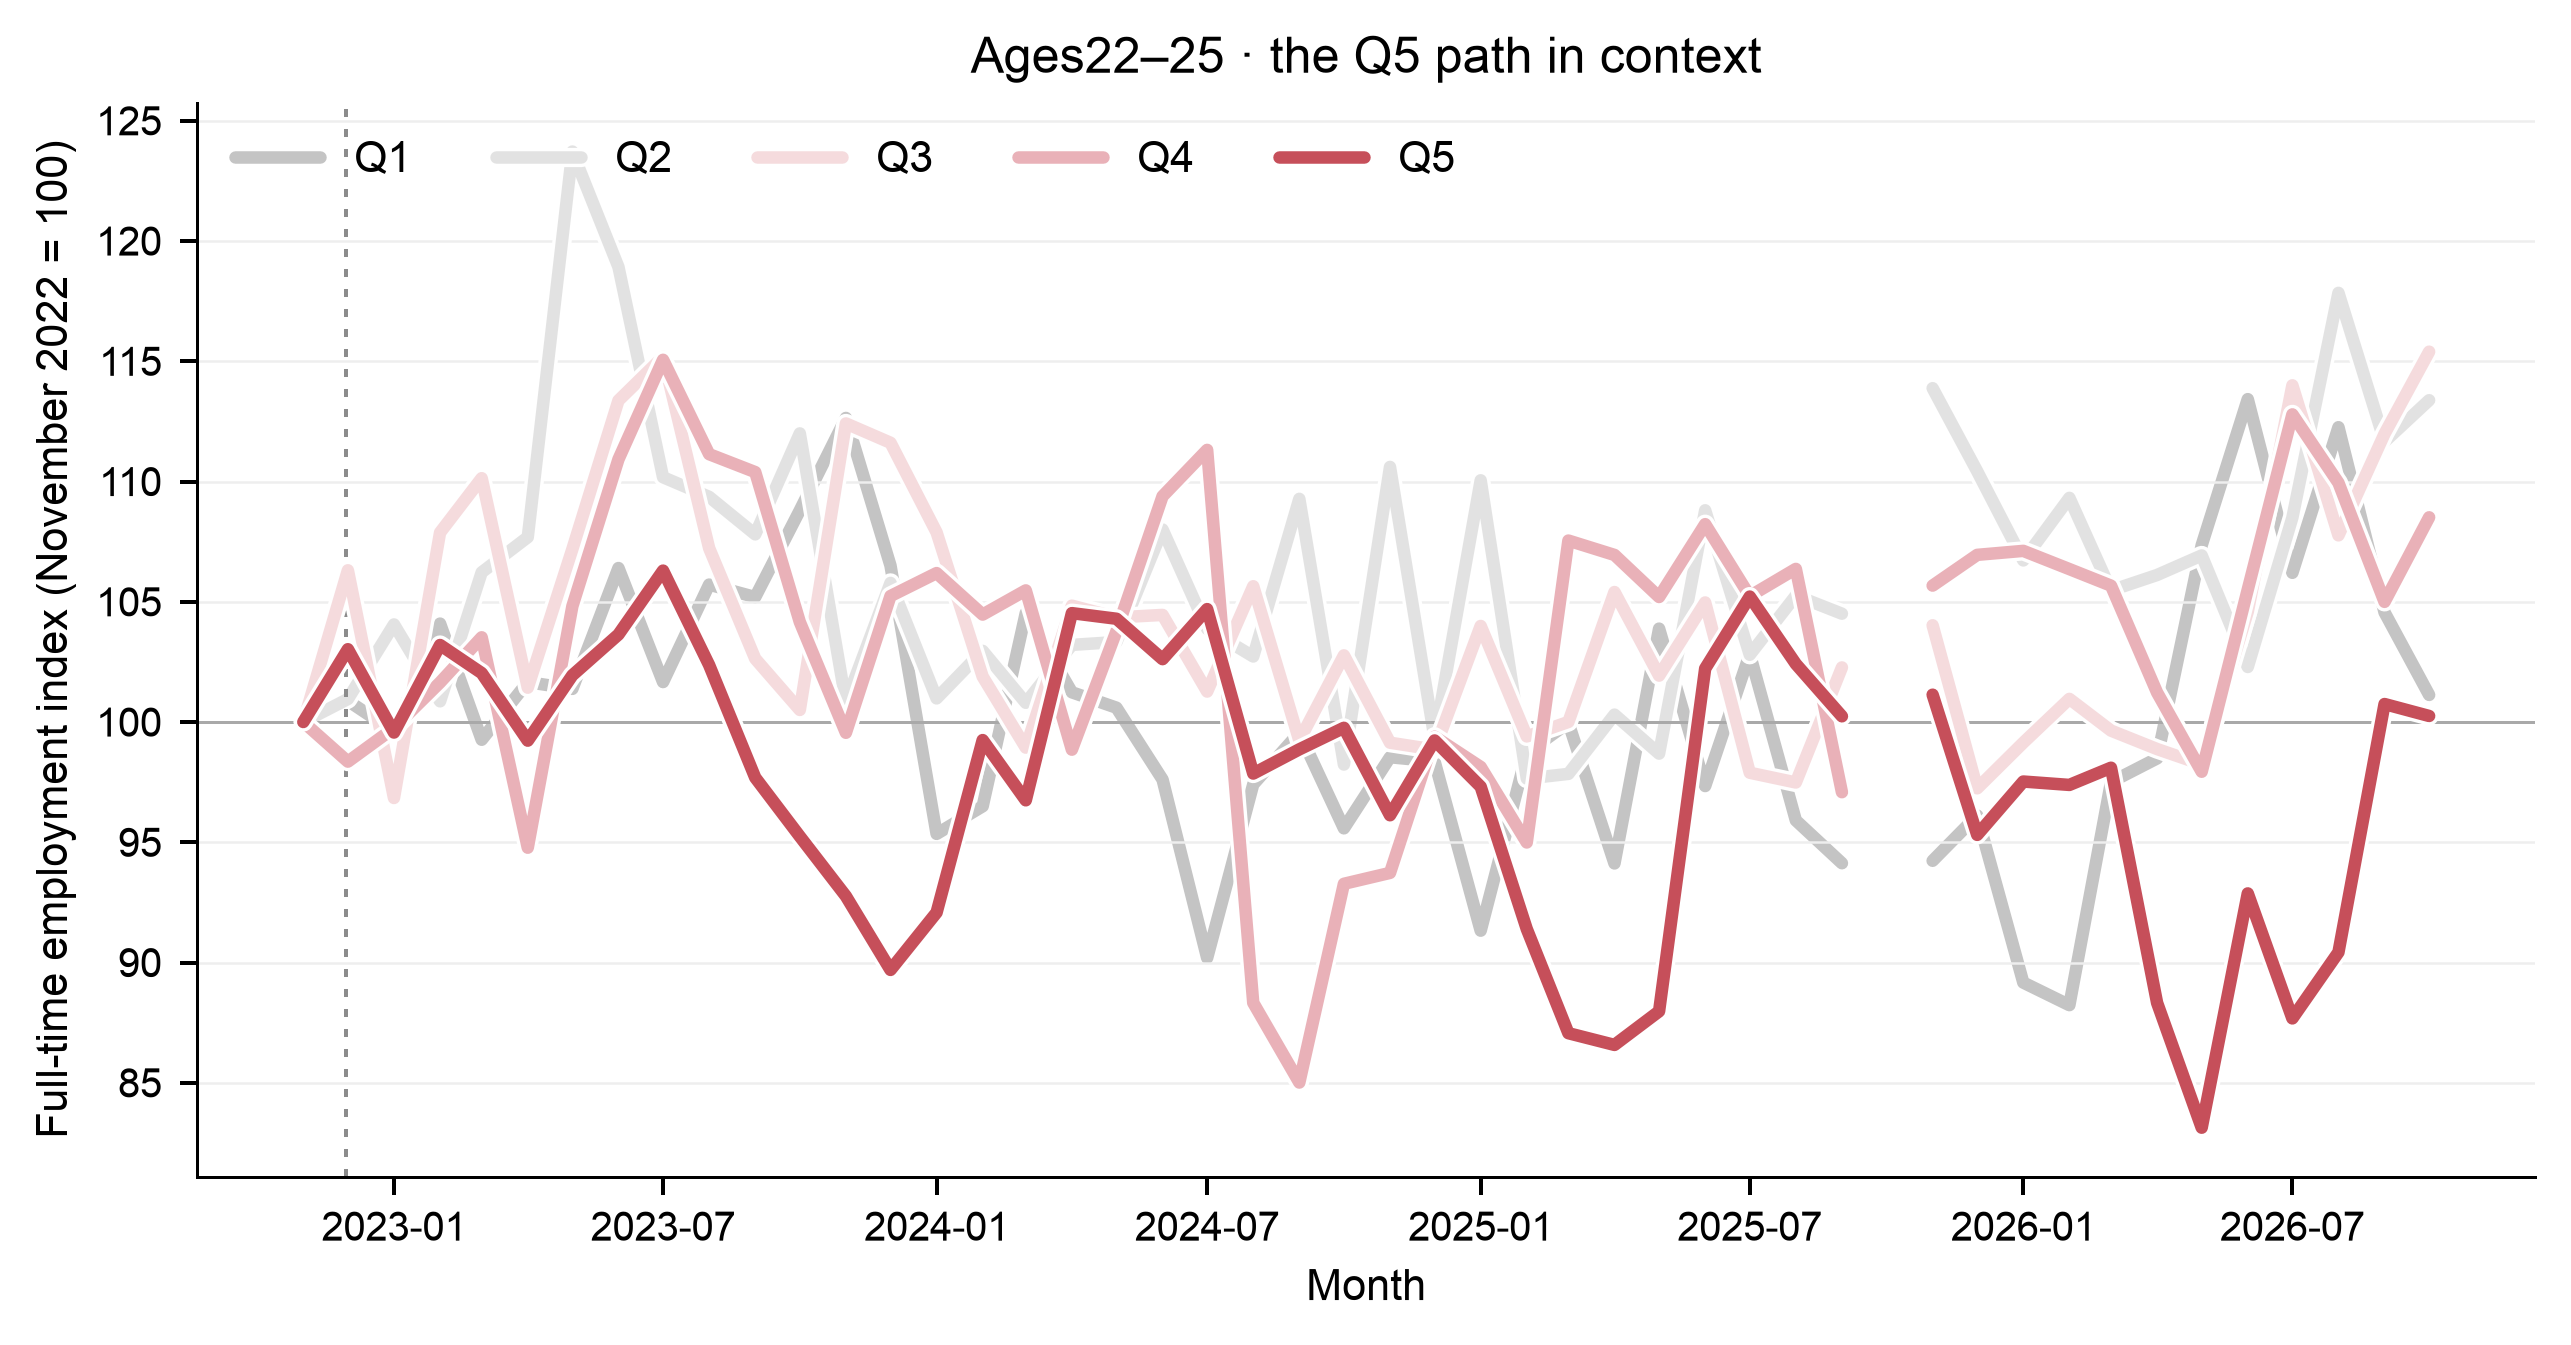 Ages22–25 · the Q5 path in context
Full-time employment index (November 2022 = 100)
125
120
115
110
105
100
95
90
85
Q1 Q2 Q3 Q4 Q5
2023-01 2023-07 2024-01 2024-07 2025-01 2025-07 2026-01 2026-07
Month